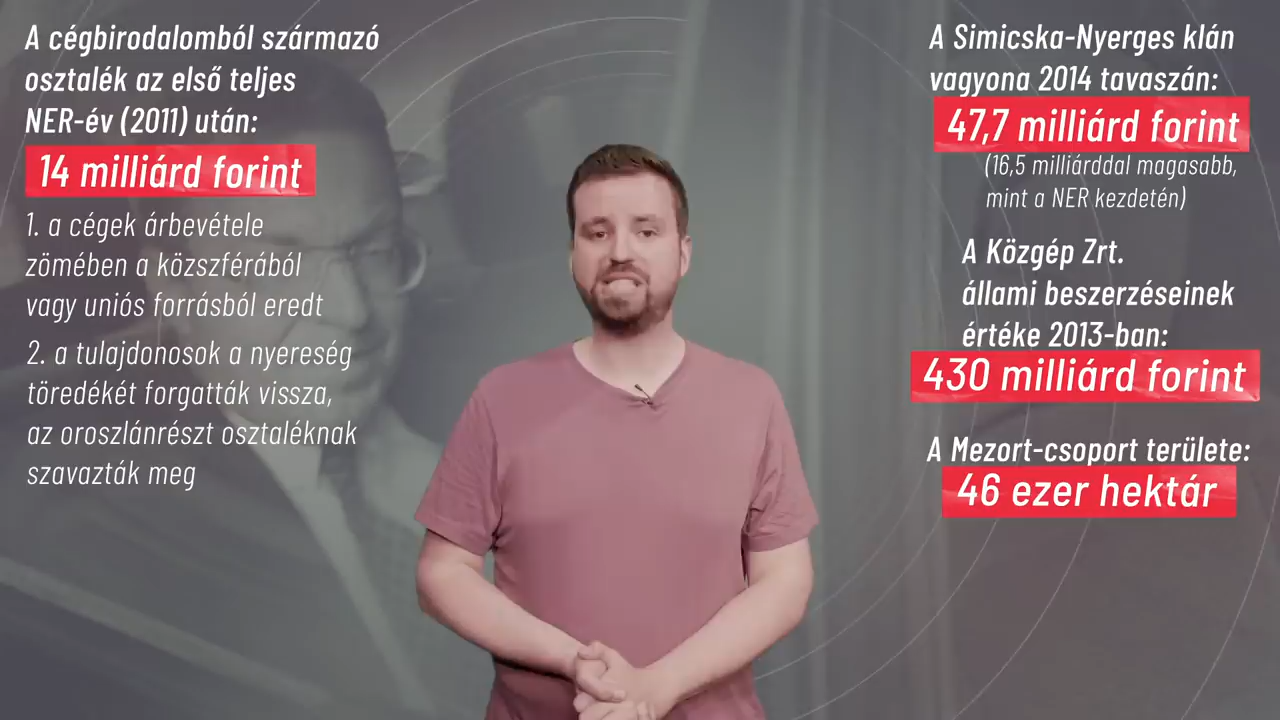 A cégbirodalomból származó
osztalék az első teljes
NER-év (2011) után:
14 milliárd forint
1. a cégek árbevétele
zömében a közszférából
vagy uniós forrásból eredt
2. a tulajdonosok a nyereség
töredékét forgatták vissza,
az oroszlánrészt osztaléknak
szavazták meg
A Simicska-Nyerges klán
vagyona 2014 tavaszán:
47,7 milliárd forint
(16,5 milliárddal magasabb,
mint a NER kezdetén)
A Közgép Zrt.
állami beszerzéseinek
értéke 2013-ban:
430 milliárd forint
A Mezort-csoport területe:
46 ezer hektár